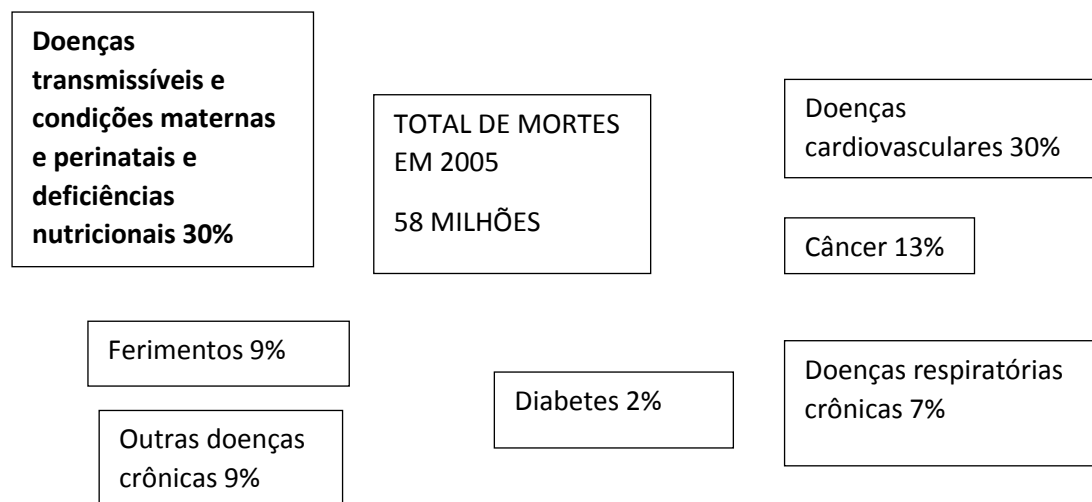 Doenças
transmissíveis e
condições maternas
e perinatais e
deficiências
nutricionais 30%
TOTAL DE MORTES
EM 2005
58 MILHÕES
Doenças
cardiovasculares 30%
Câncer 13%
Ferimentos 9%
Diabetes 2%
Doenças respiratórias
crônicas 7%
Outras doenças
crônicas 9%